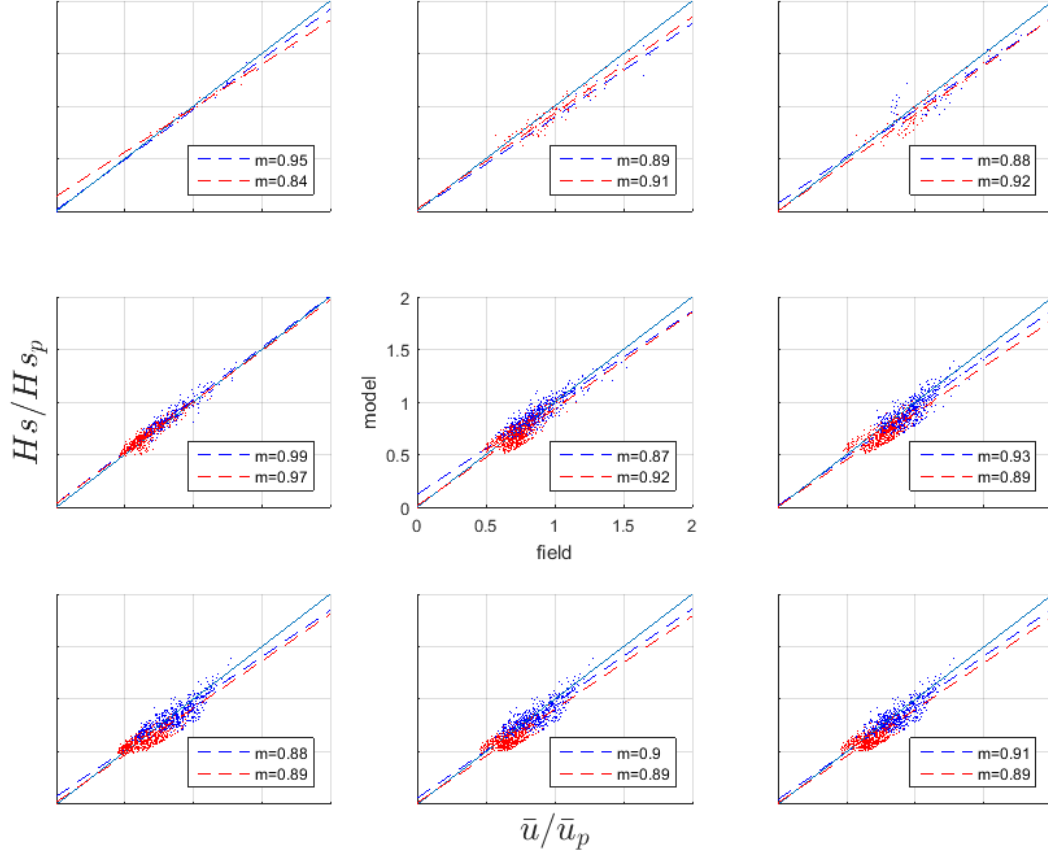 m=0.95
m=0.84
m=0.89
m=0.91
m=0.88
m=0.92
Hs/Hs_p
m=0.99
m=0.97
model
2
1.5
1
0.5
0
0 0.5 1 1.5 2
field
m=0.87
m=0.92
m=0.93
m=0.89
m=0.88
m=0.89
m=0.9
m=0.89
m=0.91
m=0.89
ū/ū_p